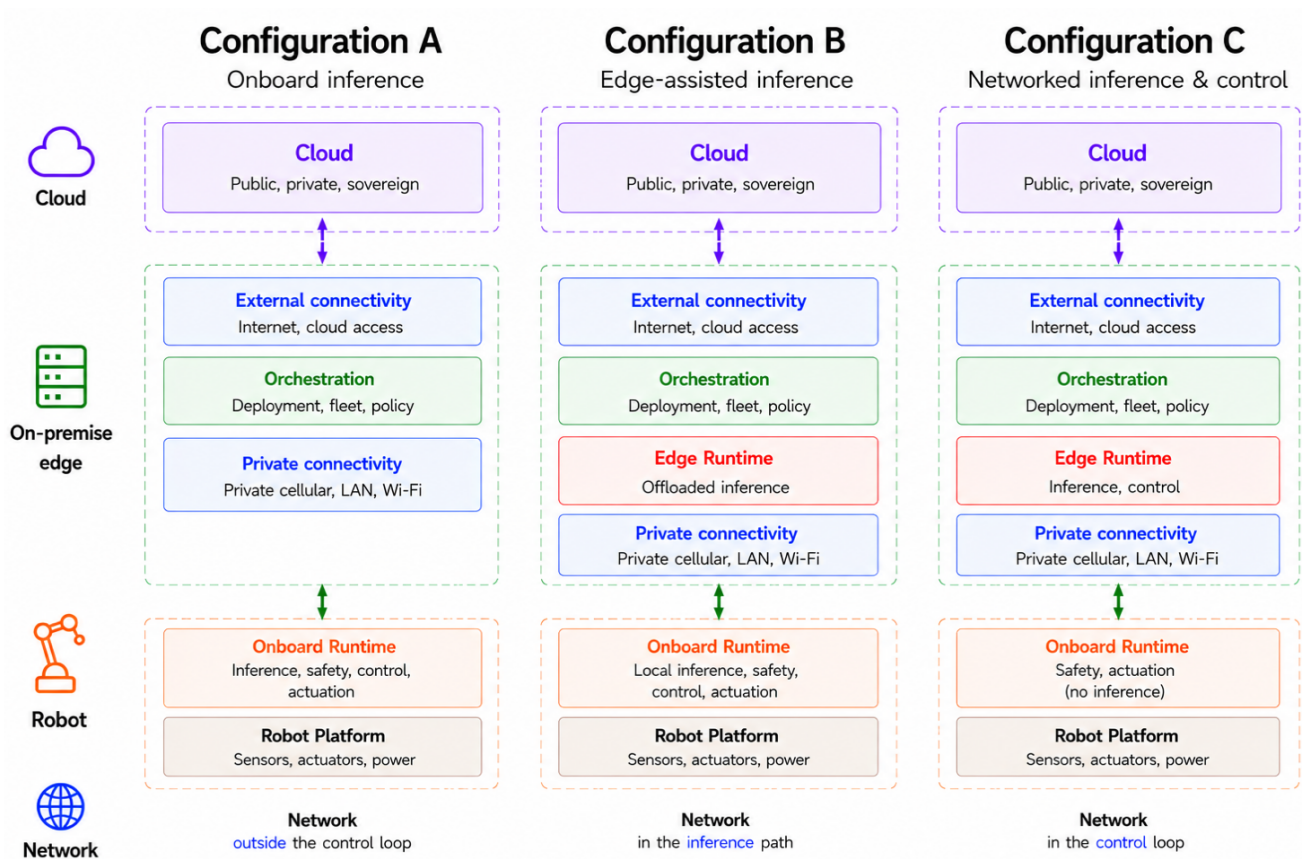 Configuration A
Onboard inference
Configuration B
Edge-assisted inference
Configuration C
Networked inference & control
Cloud
Cloud
Public, private, sovereign
Cloud
Public, private, sovereign
Cloud
Public, private, sovereign
On-premise
edge
External connectivity
Internet, cloud access
Orchestration
Deployment, fleet, policy
Private connectivity
Private cellular, LAN, Wi-Fi
External connectivity
Internet, cloud access
Orchestration
Deployment, fleet, policy
Edge Runtime
Offloaded inference
Private connectivity
Private cellular, LAN, Wi-Fi
External connectivity
Internet, cloud access
Orchestration
Deployment, fleet, policy
Edge Runtime
Inference, control
Private connectivity
Private cellular, LAN, Wi-Fi
Robot
Onboard Runtime
Inference, safety, control,
actuation
Robot Platform
Sensors, actuators, power
Onboard Runtime
Local inference, safety,
control, actuation
Robot Platform
Sensors, actuators, power
Onboard Runtime
Safety, actuation
(no inference)
Robot Platform
Sensors, actuators, power
Network
Network
outside the control loop
Network
in the inference path
Network
in the control loop